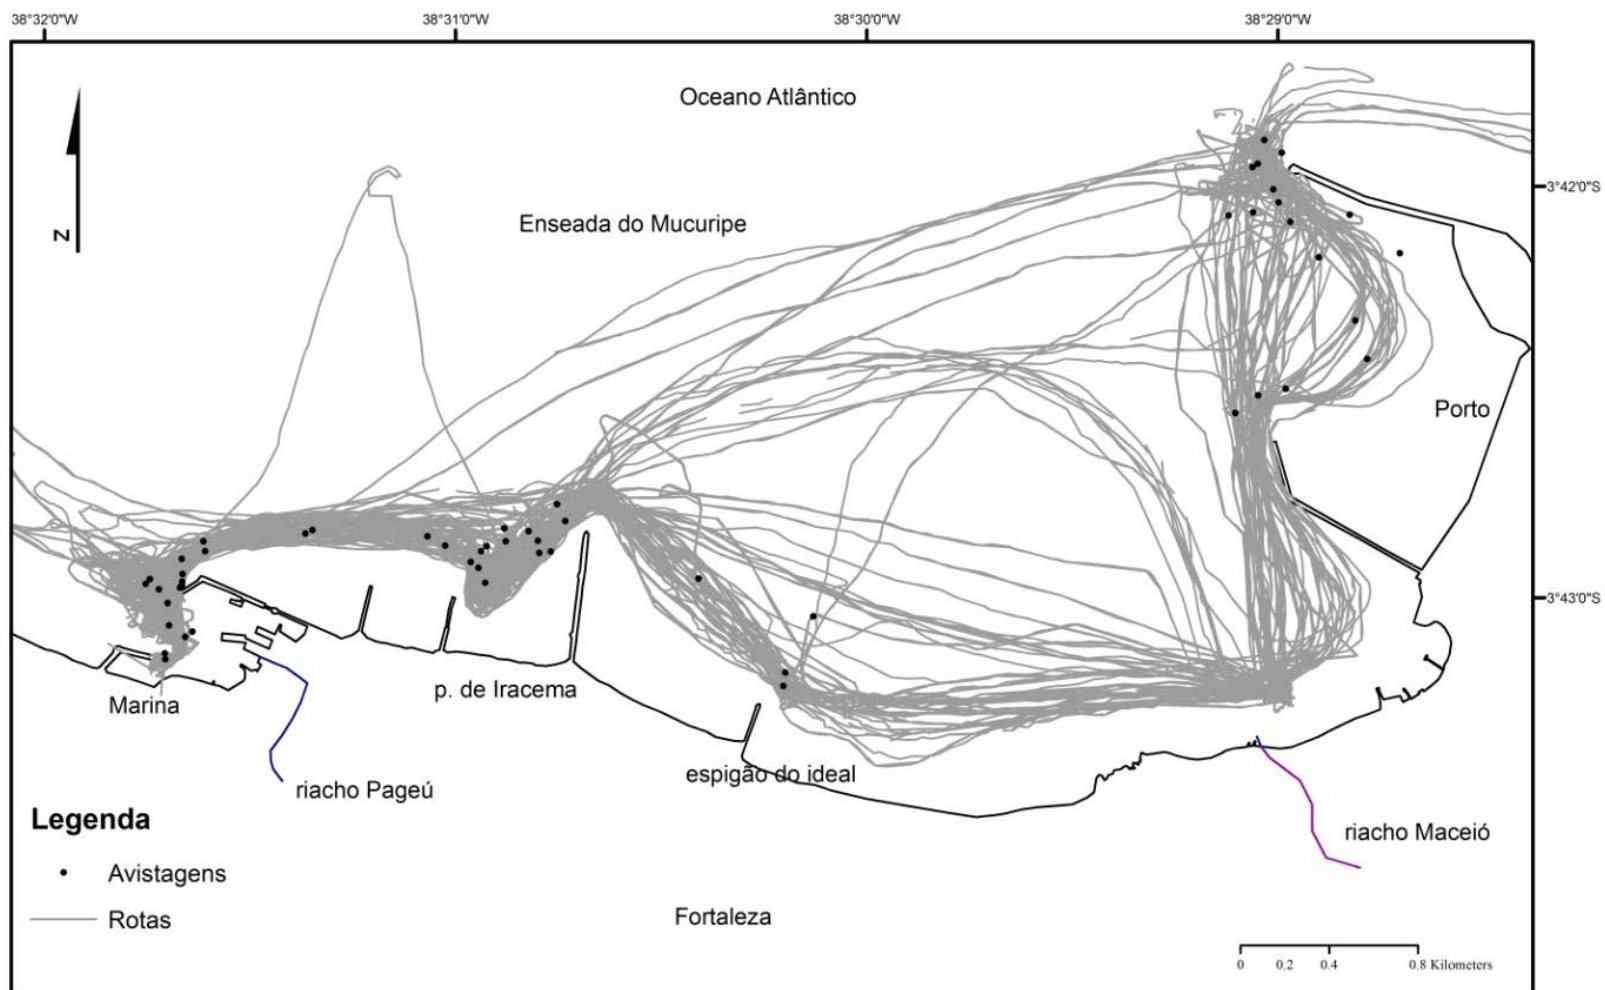 38°32'0"W
38°31'0"W
38°30'0"W
38°29'0"W
Oceano Atlântico
3°42'0"S
Enseada do Mucuripe
N
Porto
3°43'0"S
Marina
p. de Iracema
riacho Pageú
espigão do ideal
riacho Maceió
Legenda
Avistagens
Rotas
Fortaleza
0 0.2 0.4 0.8 Kilometers